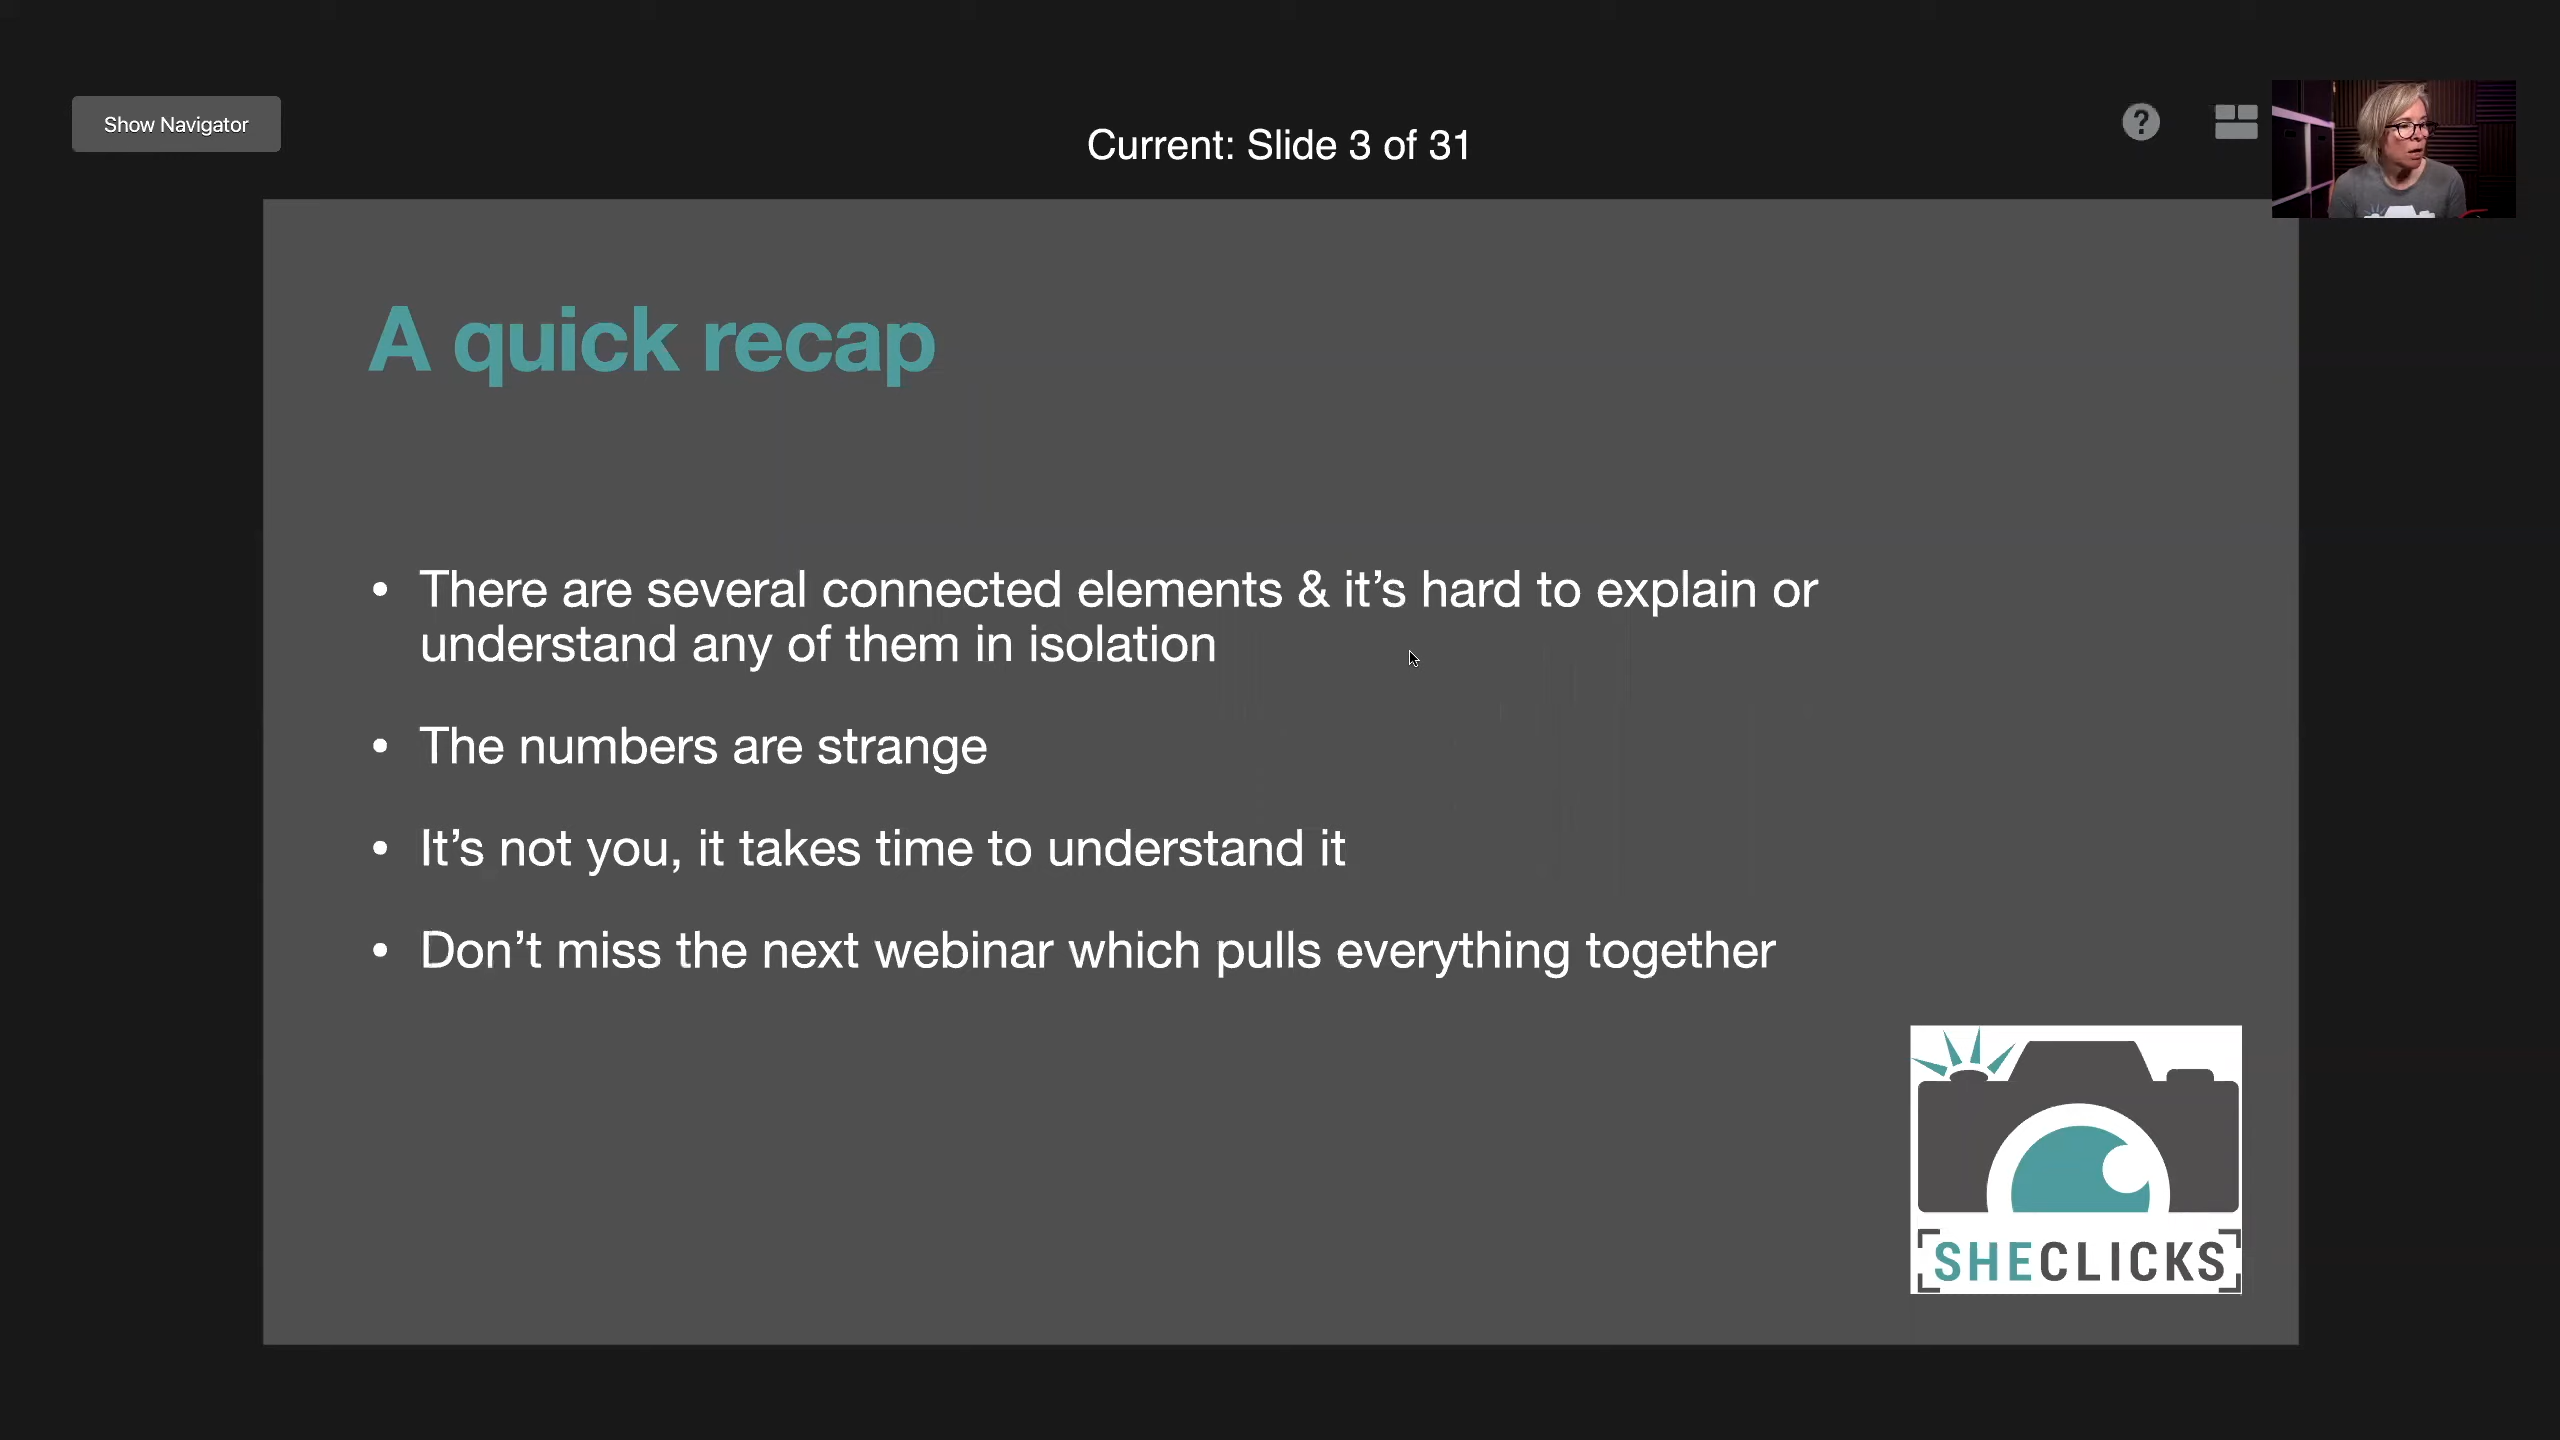 Show Navigator
Current: Slide 3 of 31
?
A quick recap
• There are several connected elements & it’s hard to explain or
understand any of them in isolation
• The numbers are strange
• It’s not you, it takes time to understand it
• Don’t miss the next webinar which pulls everything together
SHECLICKS